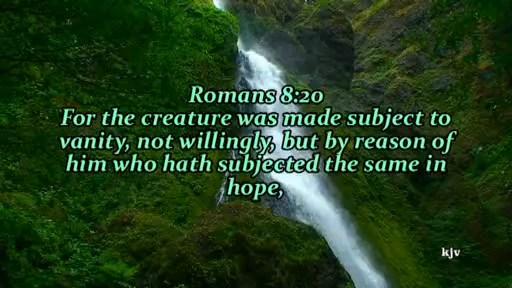 Romans 8:20
For the creature was made subject to
vanity, not willingly, but by reason of
him who hath subjected the same in
hope,
kjv